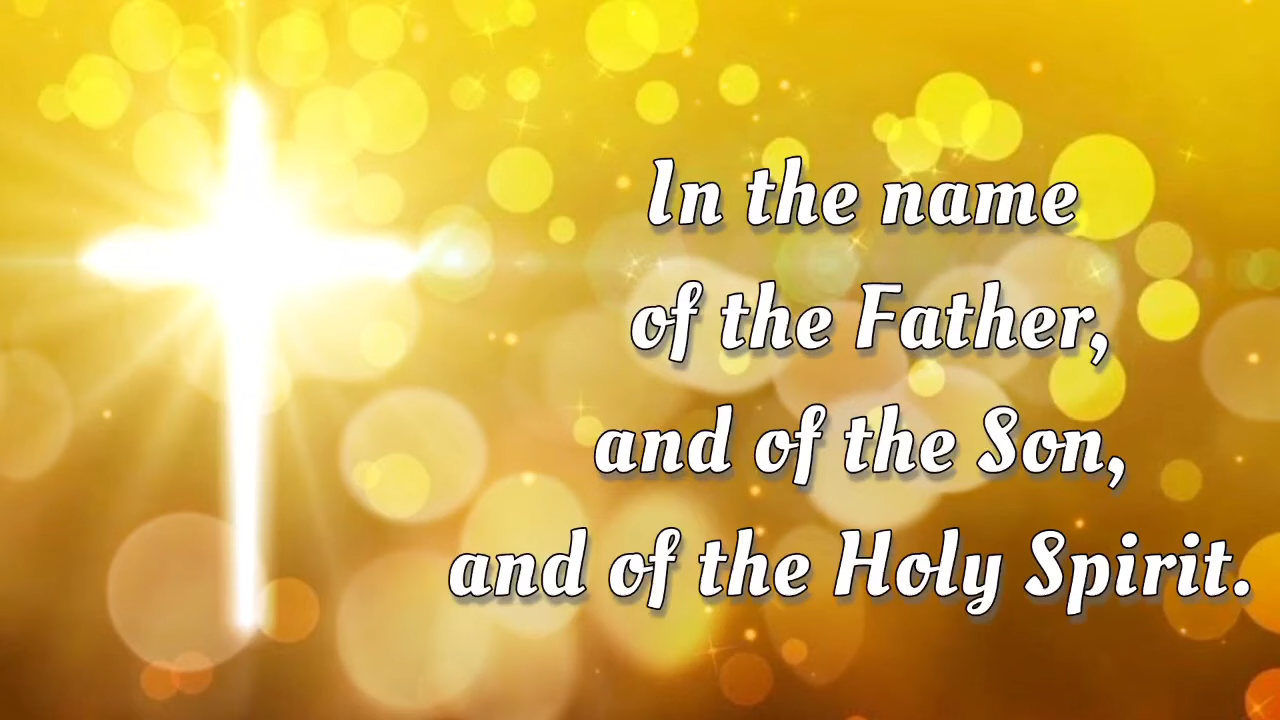 In the name
of the Father,
and of the Son,
and of the Holy Spirit.